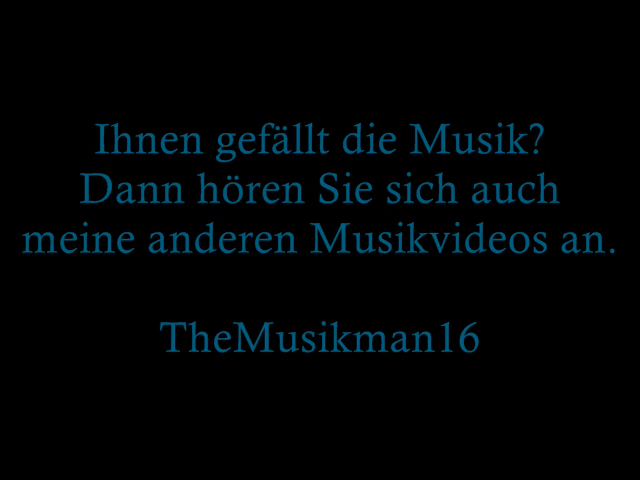 Ihnen gefällt die Musik?
Dann hören Sie sich auch
meine anderen Musikvideos an.
TheMusikman16